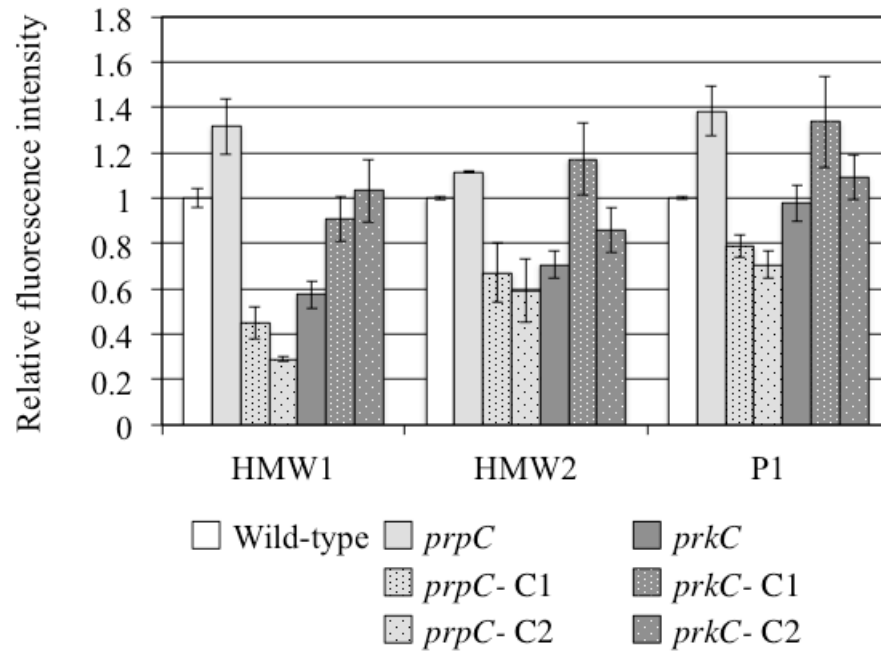 Relative fluorescence intensity
1.8
1.6
1.4
1.2
1
0.8
0.6
0.4
0.2
0
HMW1 HMW2 P1
Wild-type prpC prkC
prpC- C1 prkC- C1
prpC- C2 prkC- C2